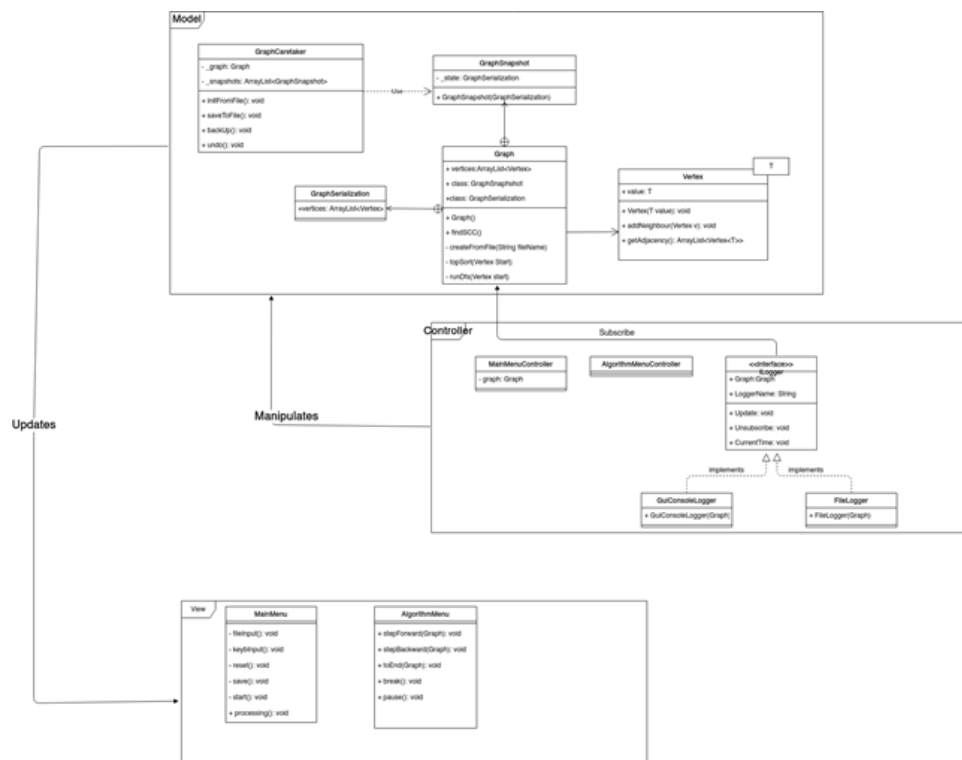 Model
GraphCaretaker
- _graph: Graph
- _snapshots: ArrayList<GraphSnapshot>
+ initFromFile(): void
+ saveToFile(): void
+ backUp(): void
+ undo(): void
Use
GraphSnapshot
- _state: GraphSerialization
+ GraphSnapshot(GraphSerialization)
Graph
+ vertices:ArrayList<Vertex>
+ class: GraphSnaphshot
+class: GraphSerialization
+ Graph()
+ findSCC()
- createFromFile(String fileName)
- topSort(Vertex Start)
- runDfs(Vertex start)
GraphSerialization
+vertices: ArrayList<Vertex>
T
Vertex
+ value: T
+ Vertex(T value): void
+ addNeighbour(Vertex v): void
+ getAdjacency(): ArrayList<Vertex<T>>
Controller
Subscribe
MainMenuController
- graph: Graph
AlgorithmMenuController
<<Interface>>
ILogger
+ Graph:Graph
+ LoggerName: String
+ Update: void
+ Unsubscribe: void
+ CurrentTime: void
implements
implements
GuiConsoleLogger
+ GuiConsoleLogger(Graph)
FileLogger
+ FileLogger(Graph)
Manipulates
Updates
View
MainMenu
- fileInput(): void
- keybInput(): void
- reset(): void
- save(): void
- start(): void
+ processing(): void
AlgorithmMenu
+ stepForward(Graph): void
+ stepBackward(Graph): void
+ toEnd(Graph): void
+ break(): void
+ pause(): void